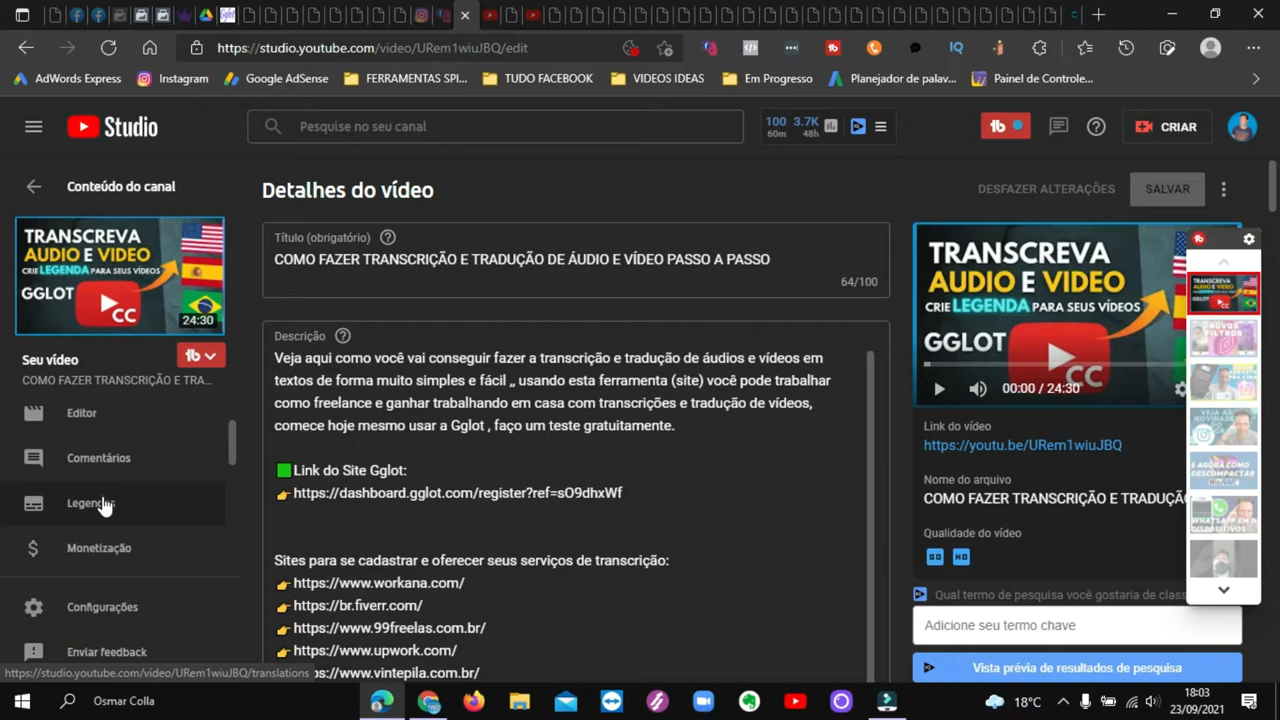 https://studio.youtube.com/video/URem1wiuJBQ/edit
AdWords Express
Instagram
Google AdSense
FERRAMENTAS SPI...
TUDO FACEBOOK
VIDEOS IDEAS
Em Progresso
Planejador de palav...
Painel de Controle...
Studio
Pesquise no seu canal
100 3.7K
60m 48h
tb
CRIAR
Conteúdo do canal
Detalhes do vídeo
DESFAZER ALTERAÇÕES
SALVAR
TRANSCREVA
AUDIO E VIDEO
CRIE LEGENDA PARA SEUS VÍDEOS
GGLOT
CC
24:30
Seu vídeo
tb
COMO FAZER TRANSCRIÇÃO E TRA...
Editor
Comentários
Legendas
Monetização
Configurações
Enviar feedback
https://studio.youtube.com/video/URem1wiuJBQ/translations
Título (obrigatório)
COMO FAZER TRANSCRIÇÃO E TRADUÇÃO DE ÁUDIO E VÍDEO PASSO A PASSO
64/100
Descrição
Veja aqui como você vai conseguir fazer a transcrição e tradução de áudios e vídeos em
textos de forma muito simples e fácil ,, usando esta ferramenta (site) você pode trabalhar
como freelance e ganhar trabalhando em casa com transcrições e tradução de vídeos,
comece hoje mesmo usar a Gglot , faço um teste gratuitamente.
Link do Site Gglot:
https://dashboard.gglot.com/register?ref=sO9dhxWf
Sites para se cadastrar e oferecer seus serviços de transcrição:
https://www.workana.com/
https://br.fiverr.com/
https://www.99freelas.com.br/
https://www.upwork.com/
ps://www.vintepila.com.br/
TRANSCREVA
AUDIO E VIDEO
CRIE LEGENDA PARA SEUS VÍDEOS
GGLOT
CC
00:00 / 24:30
Link do vídeo
https://youtu.be/URem1wiuJBQ
Nome do arquivo
COMO FAZER TRANSCRIÇÃO E TRADUÇÃ
Qualidade do vídeo
SD HD
Qual termo de pesquisa você gostaria de class
Adicione seu termo chave
Vista prévia de resultados de pesquisa
Osmar Colla
18°C
18:03
23/09/2021